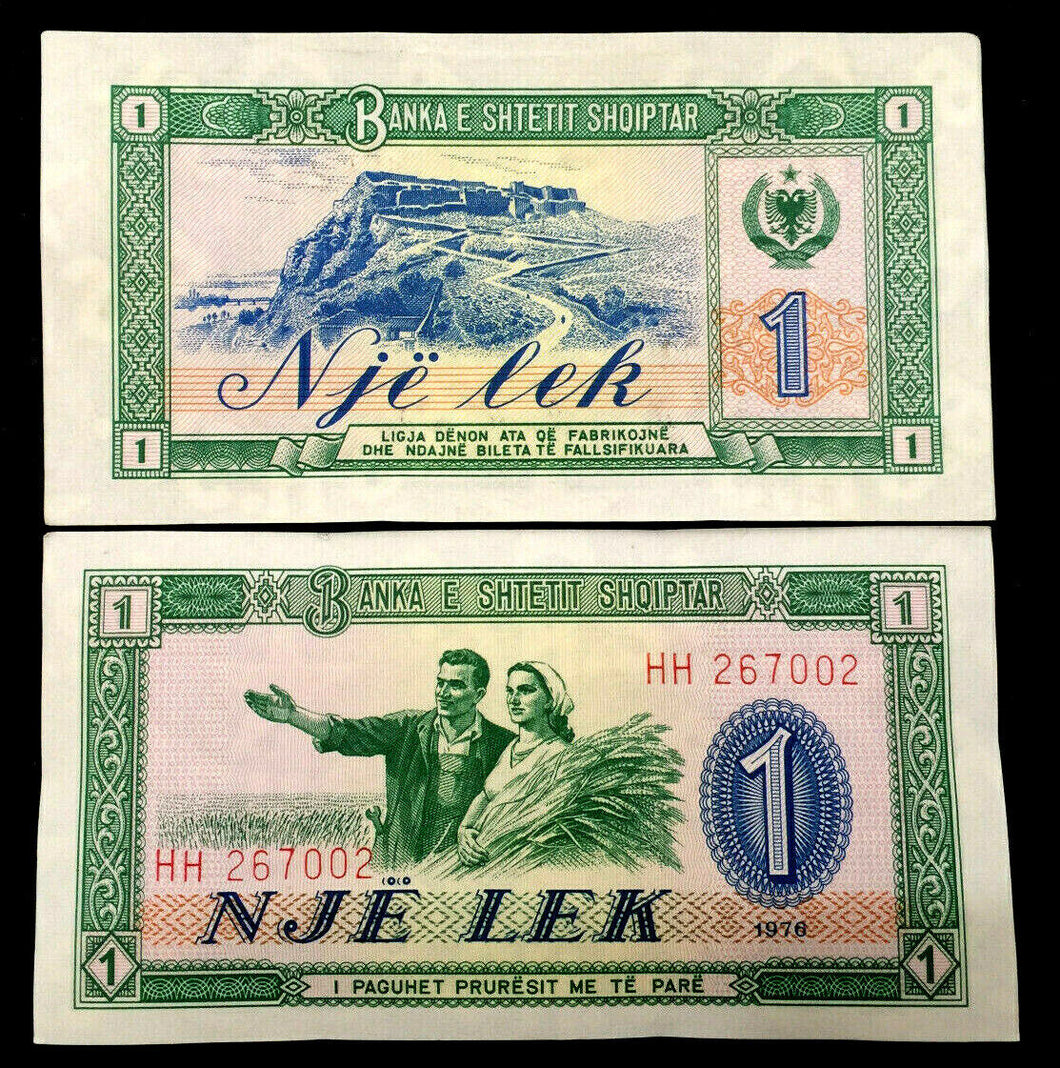 1 BANKA E SHTETIT SHQIPTAR 1
1
Një lek
1 1
LIGJA DËNON ATA QË FABRIKOJNË
DHE NDAJNË BILETA TË FALLSIFIKUARA
1 BANKA E SHTETIT SHQIPTAR 1
HH 267002
1
HH 267002
NJË LEK
1976
1 1
I PAGUHET PRURËSIT ME TË PARË